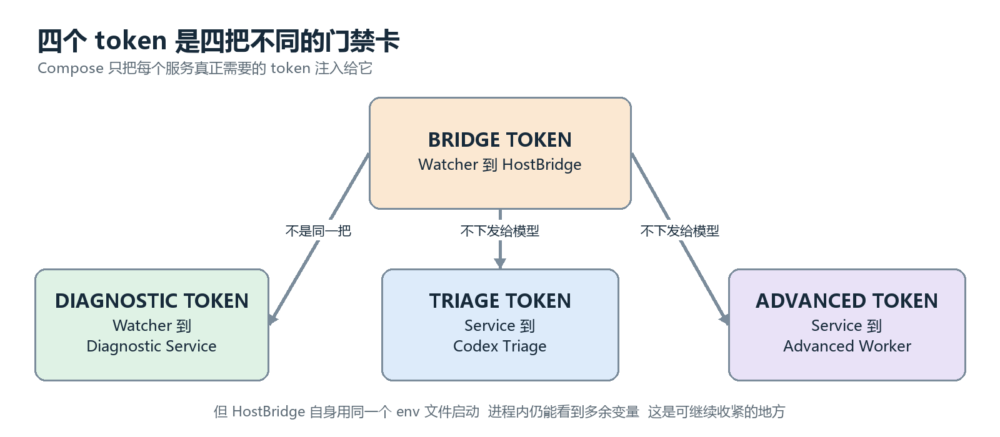 四个 token 是四把不同的门禁卡
Compose 只把每个服务真正需要的 token 注入给它
BRIDGE TOKEN
Watcher 到 HostBridge
不是同一把
不下发给模型
不下发给模型
DIAGNOSTIC TOKEN
Watcher 到
Diagnostic Service
TRIAGE TOKEN
Service 到
Codex Triage
ADVANCED TOKEN
Service 到
Advanced Worker
但 HostBridge 自身用同一个 env 文件启动 进程内仍能看到多余变量 这是可继续收紧的地方